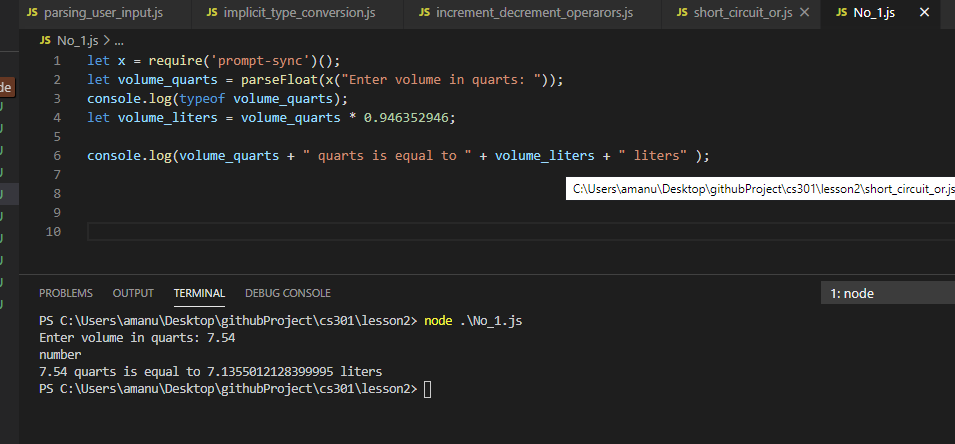 JS parsing_user_input.js JS implicit_type_conversion.js JS increment_decrement_operarors.js JS short_circuit_or.js × JS No_1.js ×
JS No_1.js > ...
1 let x = require('prompt-sync')();
2 let volume_quarts = parseFloat(x("Enter volume in quarts: "));
3 console.log(typeof volume_quarts);
4 let volume_liters = volume_quarts * 0.946352946;
5
6 console.log(volume_quarts + " quarts is equal to " + volume_liters + " liters" );
7
8
C:\Users\amanu\Desktop\githubProject\cs301\lesson2\short_circuit_or.js
9
10
de
U
U
U
U
U
U
U
U
U
U
PROBLEMS OUTPUT TERMINAL DEBUG CONSOLE 1: node
PS C:\Users\amanu\Desktop\githubProject\cs301\lesson2> node .\No_1.js
Enter volume in quarts: 7.54
number
7.54 quarts is equal to 7.1355012128399995 liters
PS C:\Users\amanu\Desktop\githubProject\cs301\lesson2>